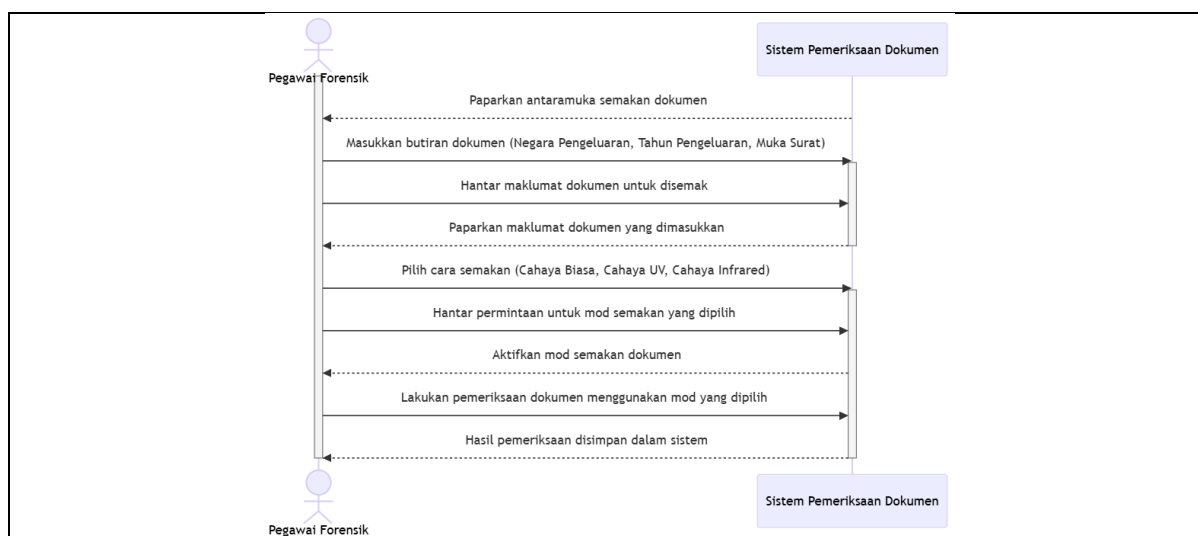 Sistem Pemeriksaan Dokumen
Pegawai Forensik
Paparkan antaramuka semakan dokumen
Masukkan butiran dokumen (Negara Pengeluaran, Tahun Pengeluaran, Muka Surat)
Hantar maklumat dokumen untuk disemak
Paparkan maklumat dokumen yang dimasukkan
Pilih cara semakan (Cahaya Biasa, Cahaya UV, Cahaya Infrared)
Hantar permintaan untuk mod semakan yang dipilih
Aktifkan mod semakan dokumen
Lakukan pemeriksaan dokumen menggunakan mod yang dipilih
Hasil pemeriksaan disimpan dalam sistem
Sistem Pemeriksaan Dokumen
Pegawai Forensik